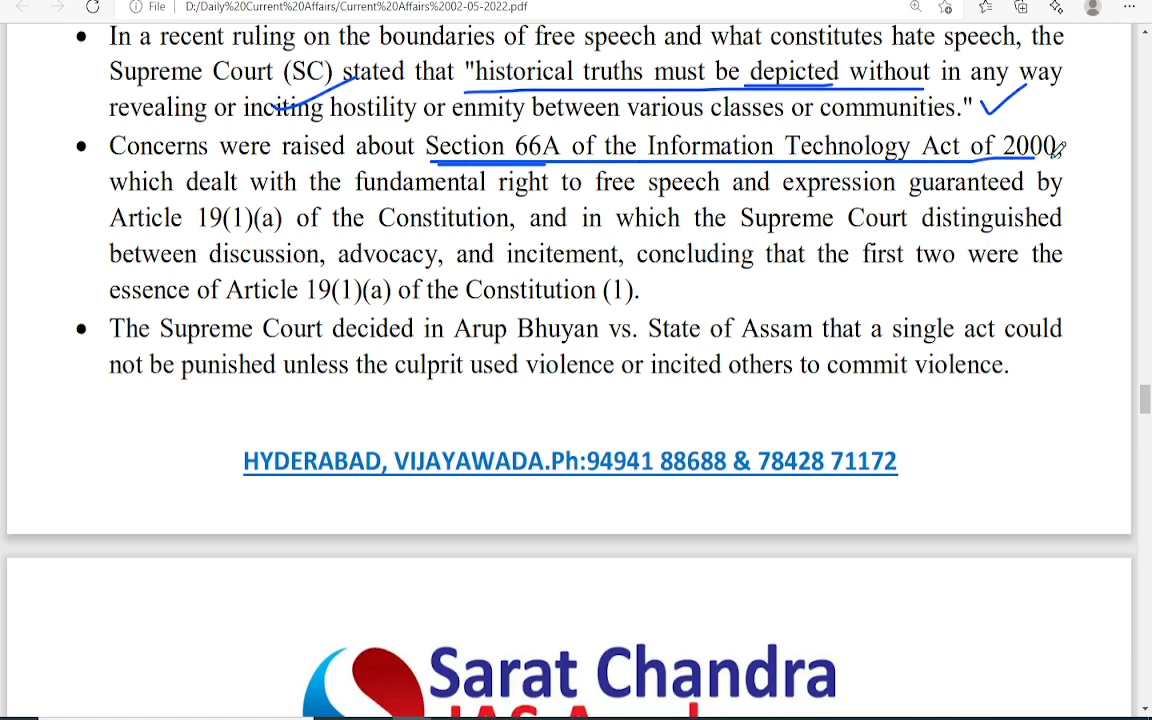 File
D:/Daily%20Current%20Affairs/Current%20Affairs%2002-05-2022.pdf
• In a recent ruling on the boundaries of free speech and what constitutes hate speech, the
Supreme Court (SC) stated that "historical truths must be depicted without in any way
revealing or inciting hostility or enmity between various classes or communities."
• Concerns were raised about Section 66A of the Information Technology Act of 2000,
which dealt with the fundamental right to free speech and expression guaranteed by
Article 19(1)(a) of the Constitution, and in which the Supreme Court distinguished
between discussion, advocacy, and incitement, concluding that the first two were the
essence of Article 19(1)(a) of the Constitution (1).
• The Supreme Court decided in Arup Bhuyan vs. State of Assam that a single act could
not be punished unless the culprit used violence or incited others to commit violence.
HYDERABAD, VIJAYAWADA.Ph:94941 88688 & 78428 71172
Sarat Chandra